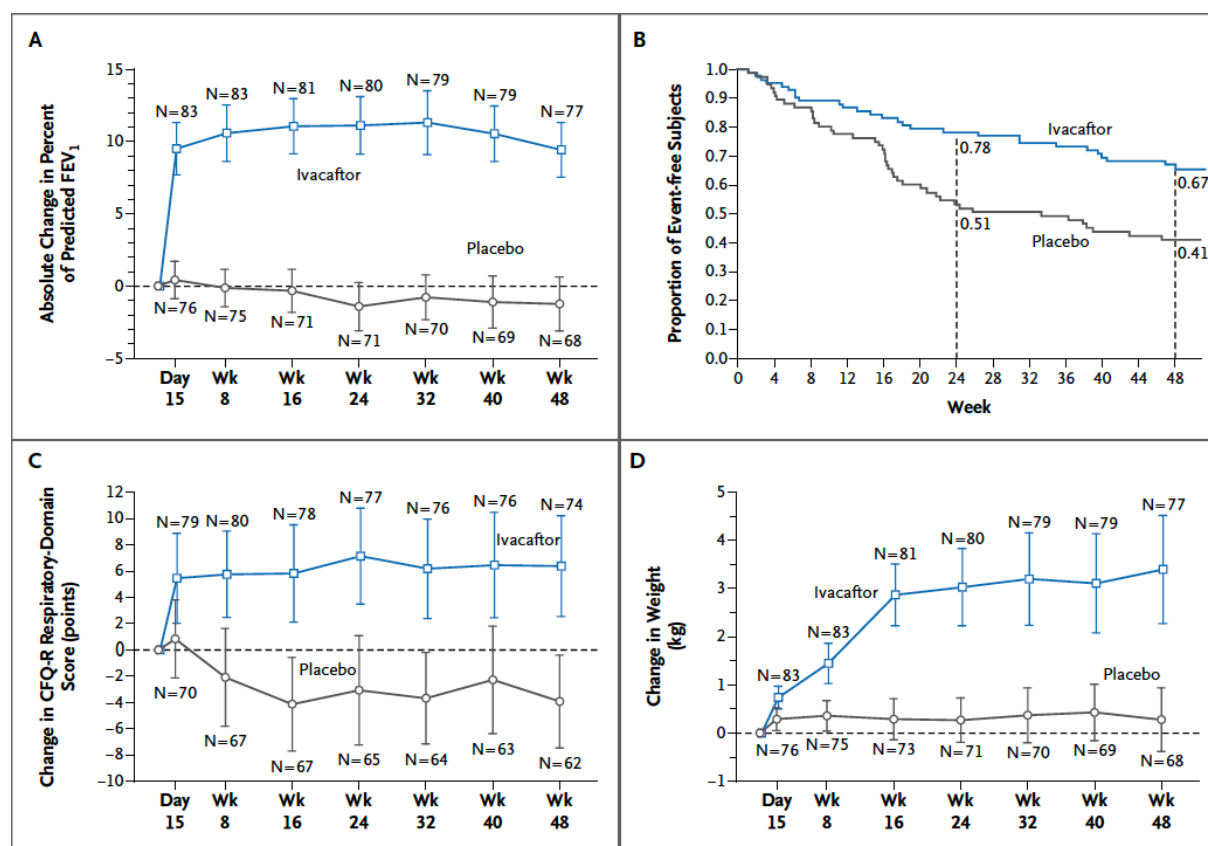 A
Absolute Change in Percent
of Predicted FEV1
15
10
5
0
−5
N=83
N=83
N=81
N=80
N=79
N=79
N=77
Ivacaftor
Placebo
N=76
N=75
N=71
N=71
N=70
N=69
N=68
Day Wk Wk Wk Wk Wk Wk
15 8 16 24 32 40 48
B
Proportion of Event-free Subjects
1.0
0.9
0.8
0.7
0.6
0.5
0.4
0.3
0.2
0.1
0.0
Ivacaftor
0.78
0.67
0.51
Placebo
0.41
0 4 8 12 16 20 24 28 32 36 40 44 48
Week
C
Change in CFQ-R Respiratory-Domain
Score (points)
12
10
8
6
4
2
0
−2
−4
−6
−8
−10
N=79
N=80
N=78
N=77
N=76
N=76
N=74
Ivacaftor
Placebo
N=70
N=67
N=67
N=65
N=64
N=63
N=62
Day Wk Wk Wk Wk Wk Wk
15 8 16 24 32 40 48
D
Change in Weight
(kg)
5
4
3
2
1
0
−1
N=83
N=83
N=81
N=80
N=79
N=79
N=77
Ivacaftor
Placebo
N=76
N=75
N=73
N=71
N=70
N=69
N=68
Day Wk Wk Wk Wk Wk Wk
15 8 16 24 32 40 48